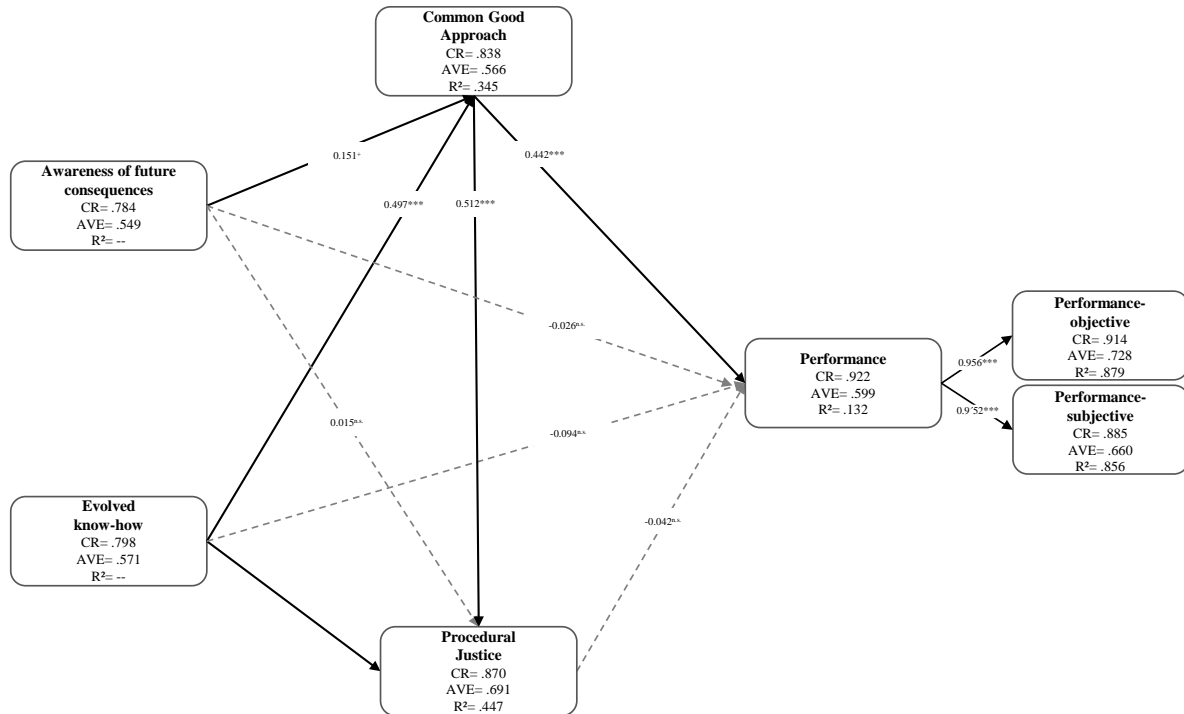 Common Good
Approach
CR= .838
AVE= .566
R²= .345
0.151+
0.442***
Awareness of future
consequences
CR= .784
AVE= .549
R²= --
0.497***
0.512***
-0.026n.s.
Performance-
objective
CR= .914
AVE= .728
R²= .879
Performance
CR= .922
AVE= .599
R²= .132
0.956***
0.9´52***
Performance-
subjective
CR= .885
AVE= .660
R²= .856
0.015n.s.
-0.094n.s.
Evolved
know-how
CR= .798
AVE= .571
R²= --
-0.042n.s.
Procedural
Justice
CR= .870
AVE= .691
R²= .447